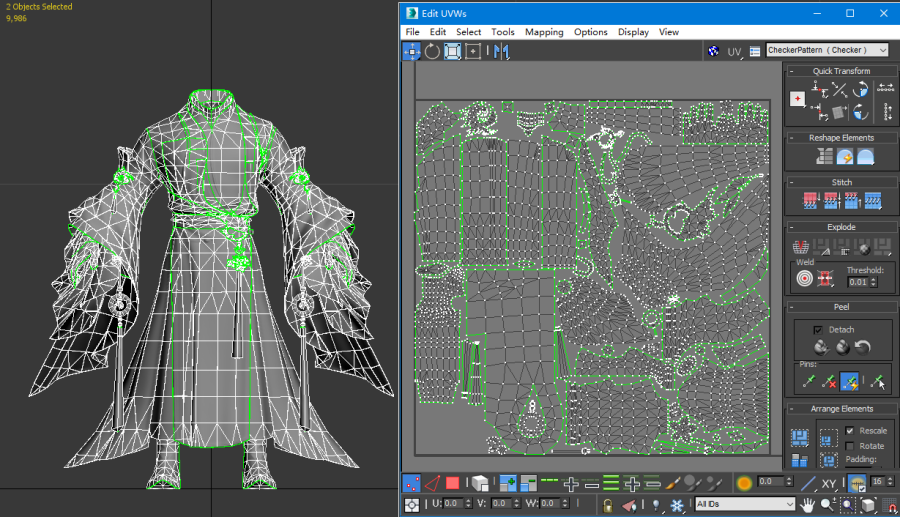 2 Objects Selected
9,986
Edit UVWs
File Edit Select Tools Mapping Options Display View
UV CheckerPattern ( Checker )
Quick Transform
Reshape Elements
Stitch
Explode
Weld
Threshold:
0.01
Peel
Detach
Pins:
Arrange Elements
Rescale
Rotate
Padding:
0.0 XY 16
U: 0.0 V: 0.0 W: 0.0 All IDs